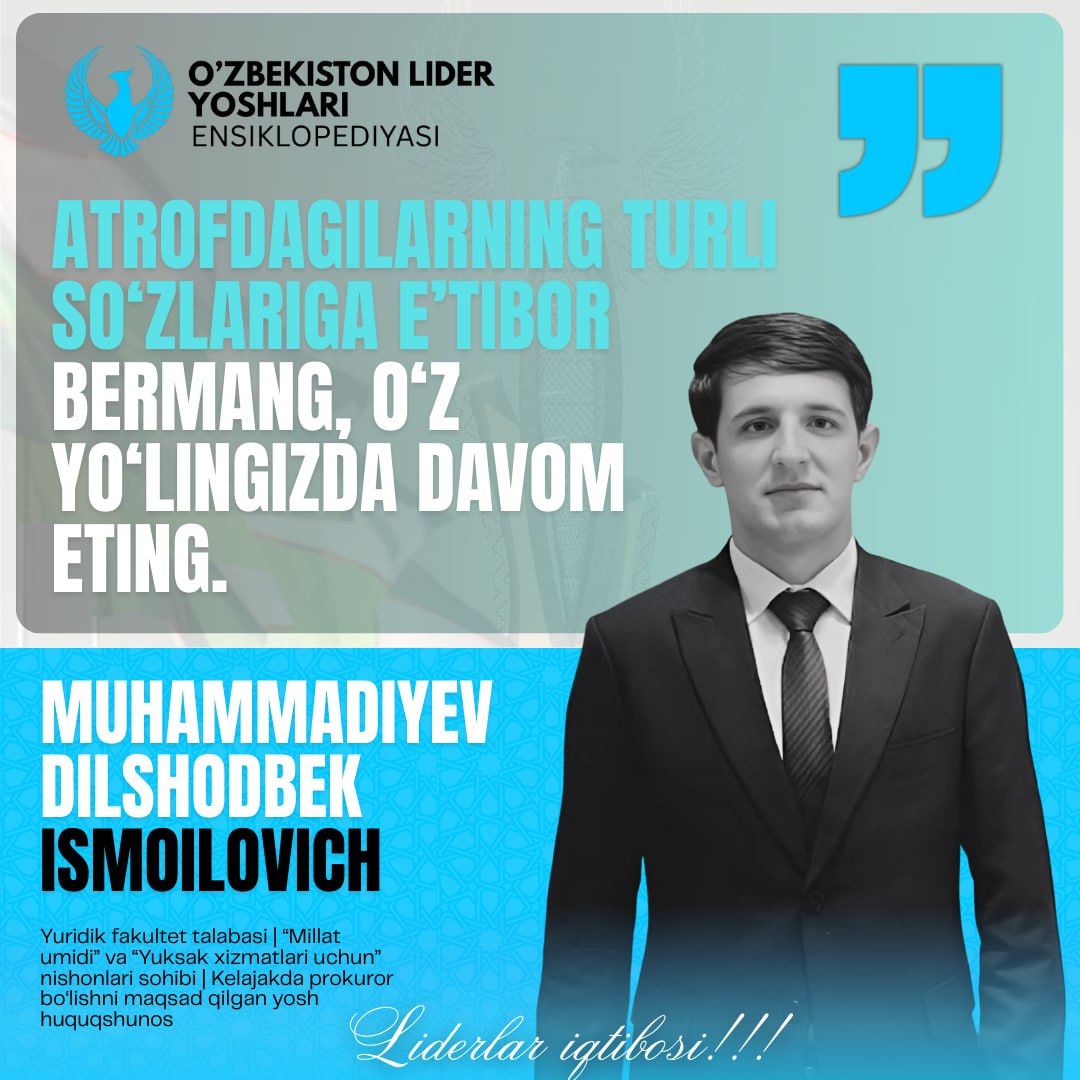 O’ZBEKISTON LIDER
YOSHLARI
ENSIKLOPEDIYASI
ATROFDAGILARNING TURLI
SO‘ZLARIGA E’TIBOR
BERMANG, O‘Z
YO‘LINGIZDA DAVOM
ETING.
MUHAMMADIYEV
DILSHODBEK
ISMOILOVICH
Yuridik fakultet talabasi | “Millat
umidi” va “Yuksak xizmatlari uchun”
nishonlari sohibi | Kelajakda prokuror
bo‘lishni maqsad qilgan yosh
huquqshunos
Liderlar iqtibosi!!!